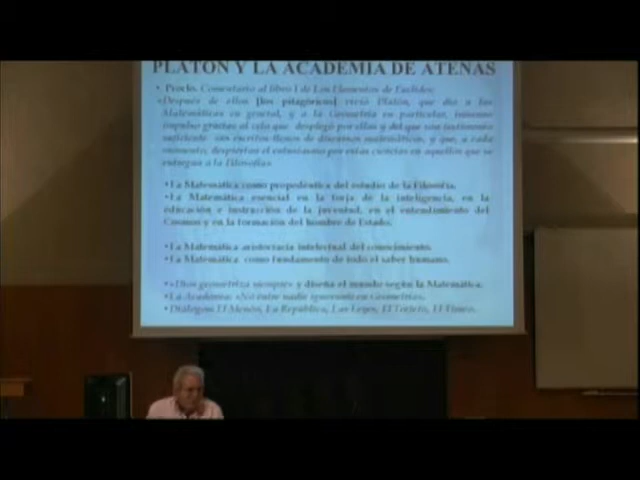 PLATÓN Y LA ACADEMIA DE ATENAS
• Proclo. Comentario al libro I de Los Elementos de Euclides:
«Después de ellos [los pitagóricos] vivió Platón, que dio a las
Matemáticas en general, y a la Geometría en particular, inmenso
impulso gracias al celo que desplegó por ellas y del que son testimonio
suficiente sus escritos llenos de discursos matemáticos, y que, a cada
momento, despiertan el entusiasmo por estas ciencias en aquellos que se
entregan a la Filosofía»
•La Matemática como propedéutica del estudio de la Filosofía.
•La Matemática esencial en la forja de la inteligencia, en la
educación e instrucción de la juventud, en el entendimiento del
Cosmos y en la formación del hombre de Estado.
•La Matemática aristocracia intelectual del conocimiento.
•La Matemática como fundamento de todo el saber humano.
•«Dios geometriza siempre» y diseña el mundo según la Matemática.
•La Academia: «No entre nadie ignorante en Geometría».
•Diálogos: El Menón, La República, Las Leyes, El Teeteto, El Timeo.